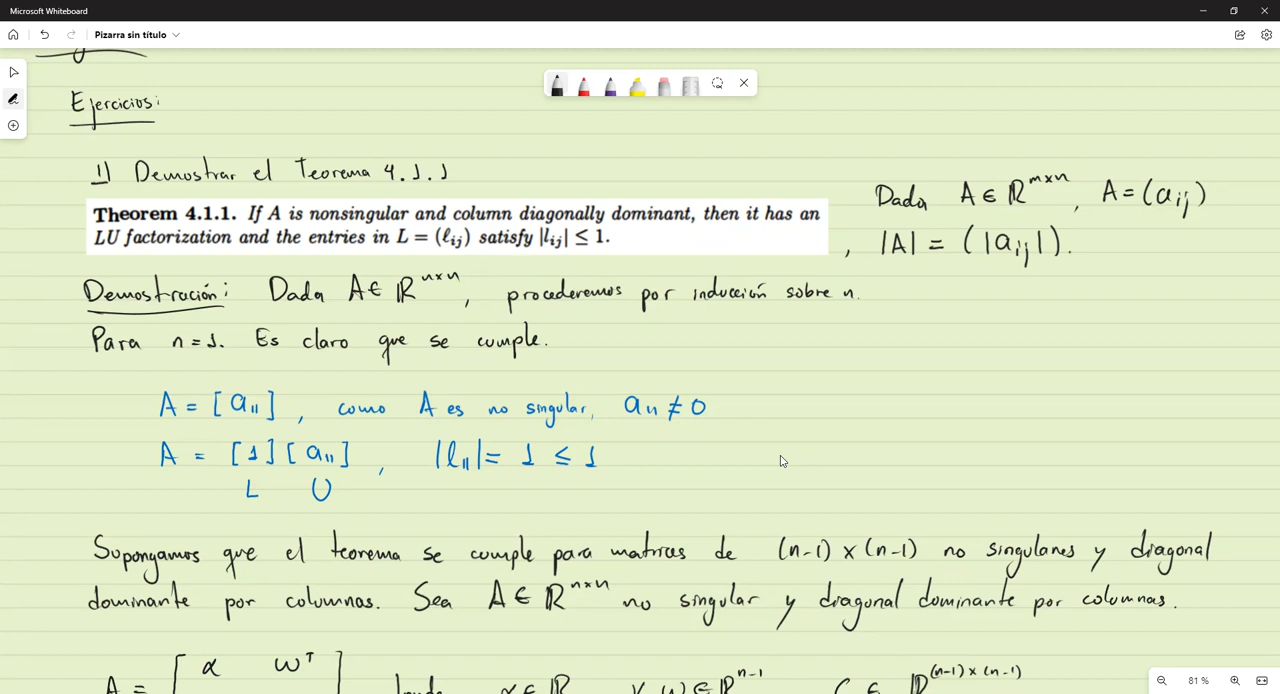 Microsoft Whiteboard
Pizarra sin título
Ejercicios:
1) Demostrar el Teorema 4.1.1
Theorem 4.1.1. If A is nonsingular and column diagonally dominant, then it has an
LU factorization and the entries in L = (ℓij) satisfy |ℓij| ≤ 1.
Dada A ∈ ℝ^{m×n}, A = (aij)
, |A| = (|aij|).
Demostración: Dada A ∈ ℝ^{n×n}, procederemos por inducción sobre n.
Para n = 1. Es claro que se cumple.
A = [a11], como A es no singular, a11 ≠ 0
A = [1][a11], |ℓ11| = 1 ≤ 1
L U
Supongamos que el teorema se cumple para matrices de (n-1) × (n-1) no singulares y diagonal
dominante por columnas. Sea A ∈ ℝ^{n×n} no singular y diagonal dominante por columnas.
α w^T
A = [ donde α ∈ ℝ, v, w ∈ ℝ^{n-1}, C ∈ ℝ^{(n-1)×(n-1)}
81 %